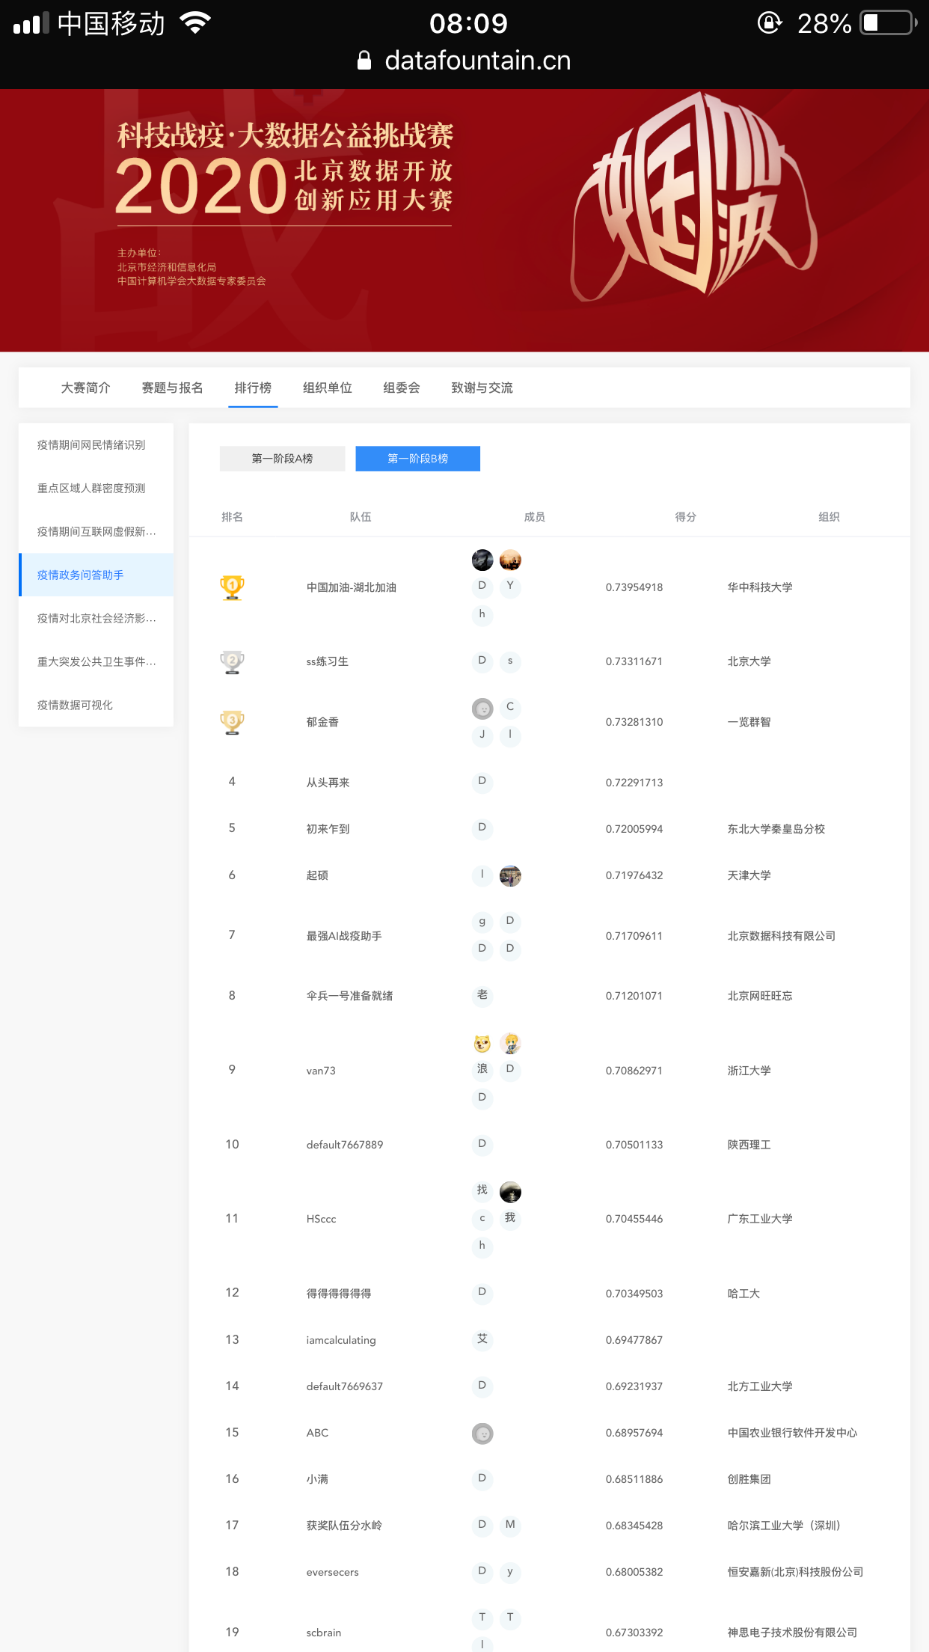 中国移动 08:09 28%
datafountain.cn
科技战疫·大数据公益挑战赛
2020 北京数据开放
创新应用大赛
主办单位:
北京市经济和信息化局
中国计算机学会大数据专家委员会
中国加油
大赛简介 赛题与报名 排行榜 组织单位 组委会 致谢与交流
疫情期间网民情绪识别
重点区域人群密度预测
疫情期间互联网虚假新...
疫情政务问答助手
疫情对北京社会经济影...
重大突发公共卫生事件...
疫情数据可视化
第一阶段A榜 第一阶段B榜
排名 队伍 成员 得分 组织
1 中国加油-湖北加油 D Y h 0.73954918 华中科技大学
2 ss练习生 D s 0.73311671 北京大学
3 郁金香 C J l 0.73281310 一览群智
4 从头再来 D 0.72291713
5 初来乍到 D 0.72005994 东北大学秦皇岛分校
6 起硕 l 0.71976432 天津大学
7 最强AI战疫助手 g D D D 0.71709611 北京数据科技有限公司
8 伞兵一号准备就绪 老 0.71201071 北京网旺旺忘
9 van73 浪 D D 0.70862971 浙江大学
10 default7667889 D 0.70501133 陕西理工
11 HSccc 找 c 我 h 0.70455446 广东工业大学
12 得得得得得得 D 0.70349503 哈工大
13 iamcalculating 艾 0.69477867
14 default7669637 D 0.69231937 北方工业大学
15 ABC 0.68957694 中国农业银行软件开发中心
16 小满 D 0.68511886 创胜集团
17 获奖队伍分水岭 D M 0.68345428 哈尔滨工业大学（深圳）
18 eversecers D y 0.68005382 恒安嘉新(北京)科技股份公司
19 scbrain T T l 0.67303392 神思电子技术股份有限公司